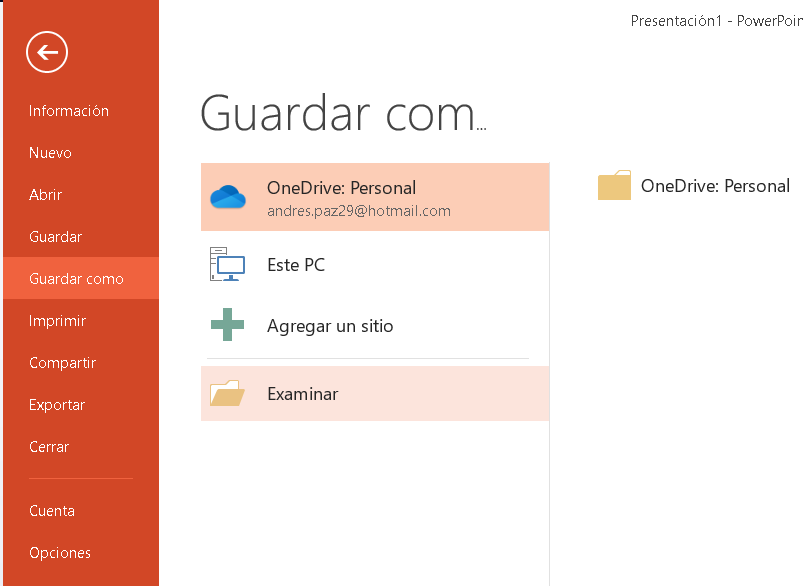 Presentación1 - PowerPoin
Información
Nuevo
Abrir
Guardar
Guardar como
Imprimir
Compartir
Exportar
Cerrar
Cuenta
Opciones
Guardar com...
OneDrive: Personal
andres.paz29@hotmail.com
Este PC
Agregar un sitio
Examinar
OneDrive: Personal